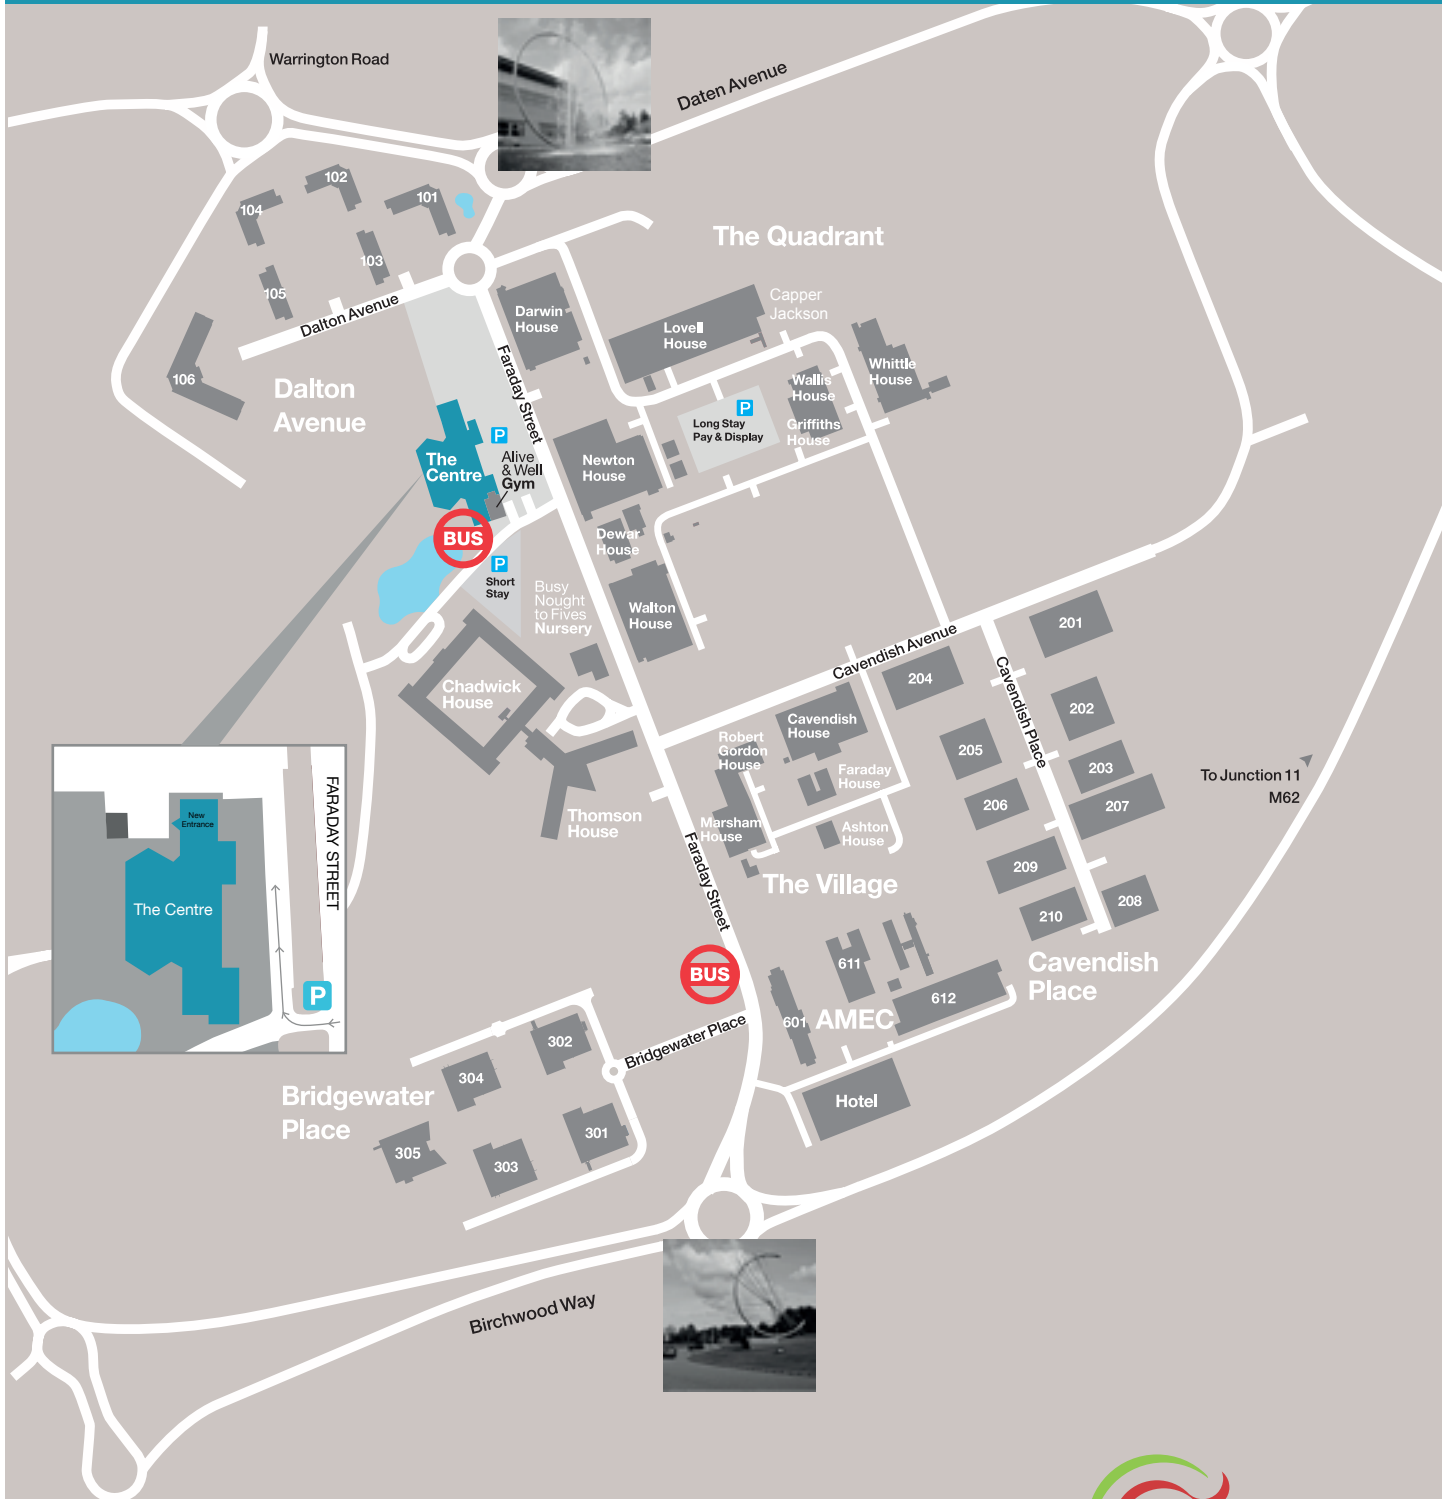 Warrington Road
Daten Avenue
102
101
104
103
105
106
Dalton Avenue
Dalton
Avenue
The Quadrant
Darwin
House
Lovell
House
Capper
Jackson
Whittle
House
Wallis
House
Griffiths
House
P
Long Stay
Pay & Display
Faraday Street
P
The
Centre
Alive
& Well
Gym
Newton
House
BUS
Dewar
House
P
Short
Stay
Busy
Nought
to Fives
Nursery
Walton
House
Chadwick
House
Cavendish Avenue
201
204
Cavendish Place
202
Cavendish
House
Robert
Gordon
House
205
203
Faraday
House
206
207
To Junction 11
M62
Thomson
House
Marsham
House
Ashton
House
Faraday Street
The Village
209
208
210
FARADAY STREET
New
Entrance
The Centre
P
BUS
611
612
601
AMEC
Cavendish
Place
Bridgewater Place
302
304
301
303
305
Bridgewater
Place
Hotel
Birchwood Way